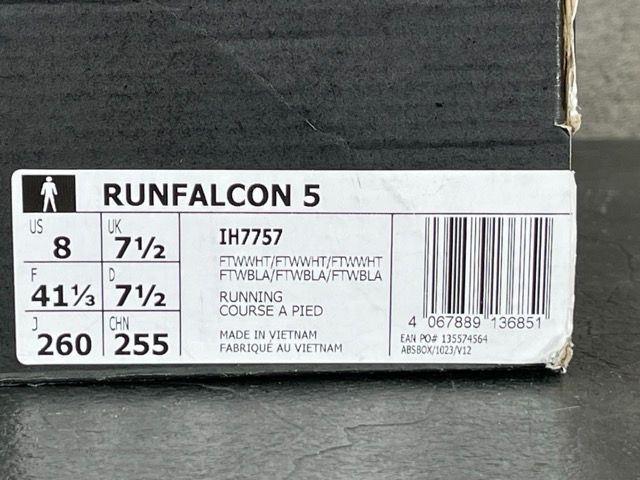 RUNFALCON 5
US 8 UK 7½
F 41⅓ D 7½
J 260 CHN 255
IH7757
FTWWHT/FTWWHT/FTWWHT
FTWBLA/FTWBLA/FTWBLA
RUNNING
COURSE A PIED
MADE IN VIETNAM
FABRIQUÉ AU VIETNAM
4 067889 136851
EAN PO# 135574564
ABSBOX/1023/V12